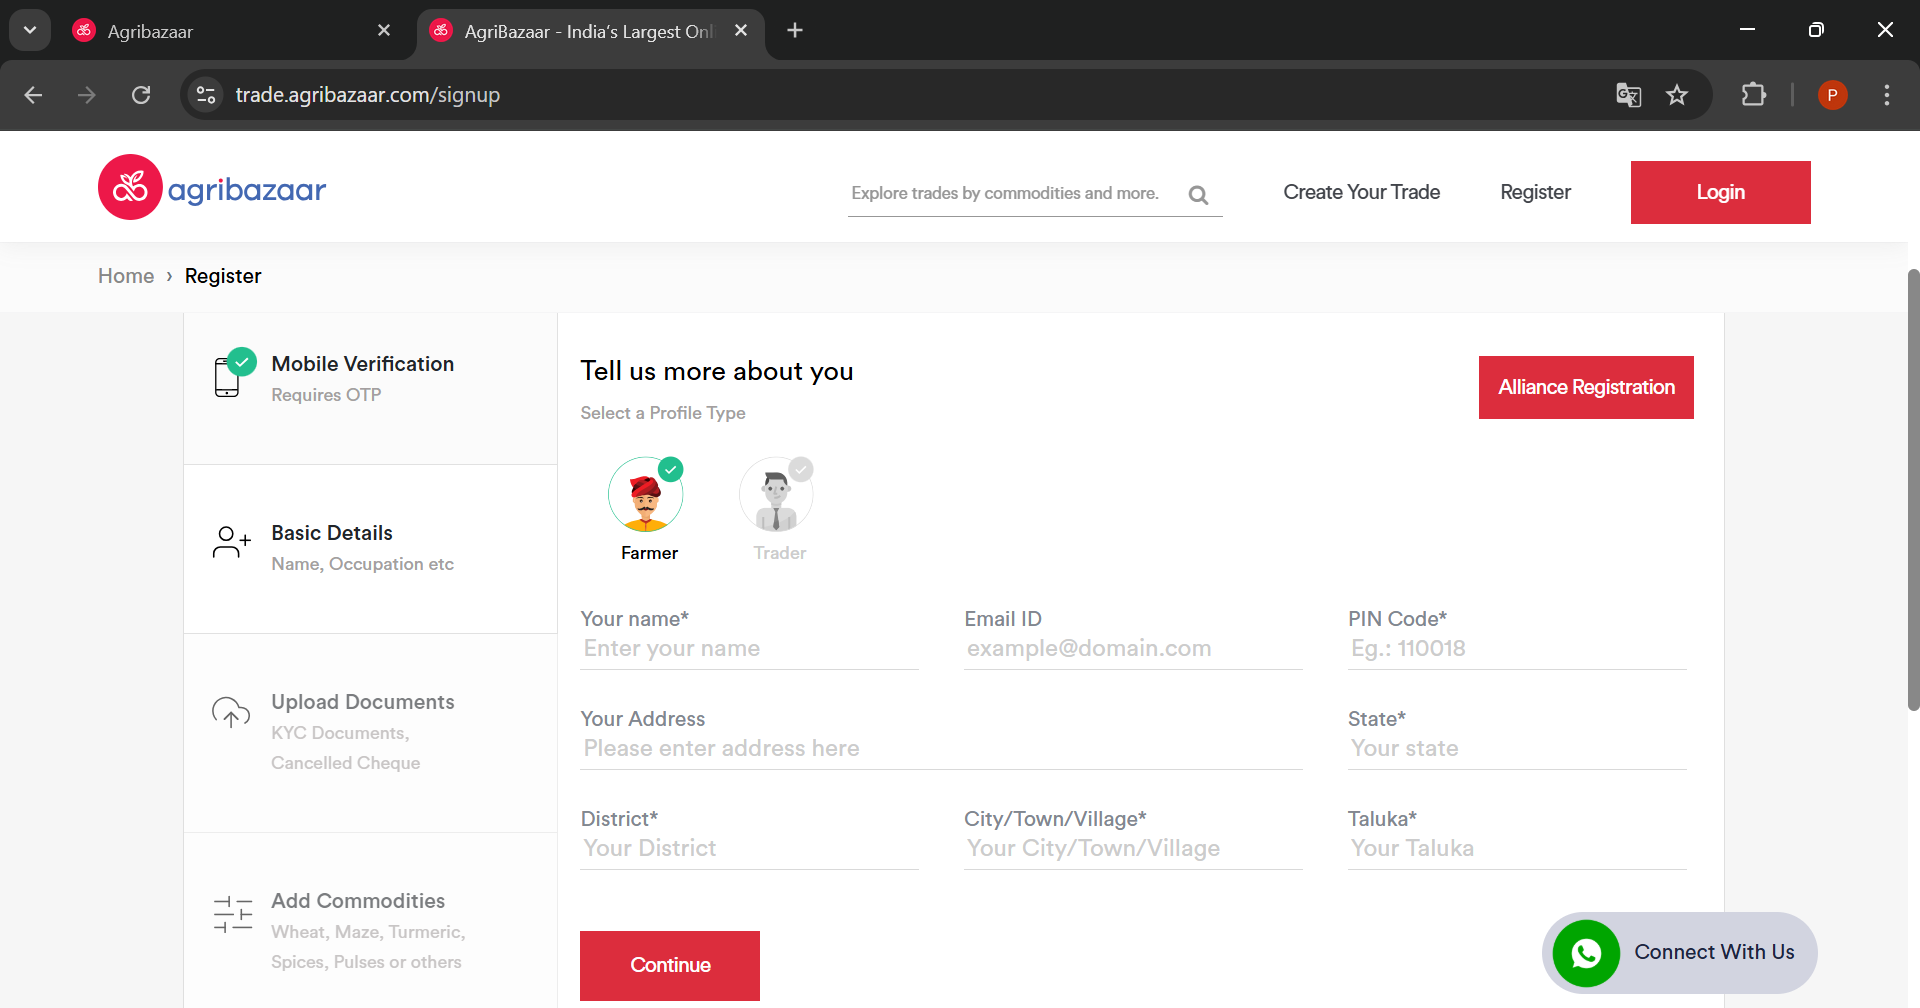 Agribazaar
AgriBazaar - India's Largest Onl
trade.agribazaar.com/signup
P
agribazaar
Explore trades by commodities and more.
Create Your Trade
Register
Login
Home › Register
Mobile Verification
Requires OTP
Basic Details
Name, Occupation etc
Upload Documents
KYC Documents,
Cancelled Cheque
Add Commodities
Wheat, Maze, Turmeric,
Spices, Pulses or others
Tell us more about you
Select a Profile Type
Alliance Registration
Farmer
Trader
Your name*
Enter your name
Email ID
example@domain.com
PIN Code*
Eg.: 110018
Your Address
Please enter address here
State*
Your state
District*
Your District
City/Town/Village*
Your City/Town/Village
Taluka*
Your Taluka
Continue
Connect With Us